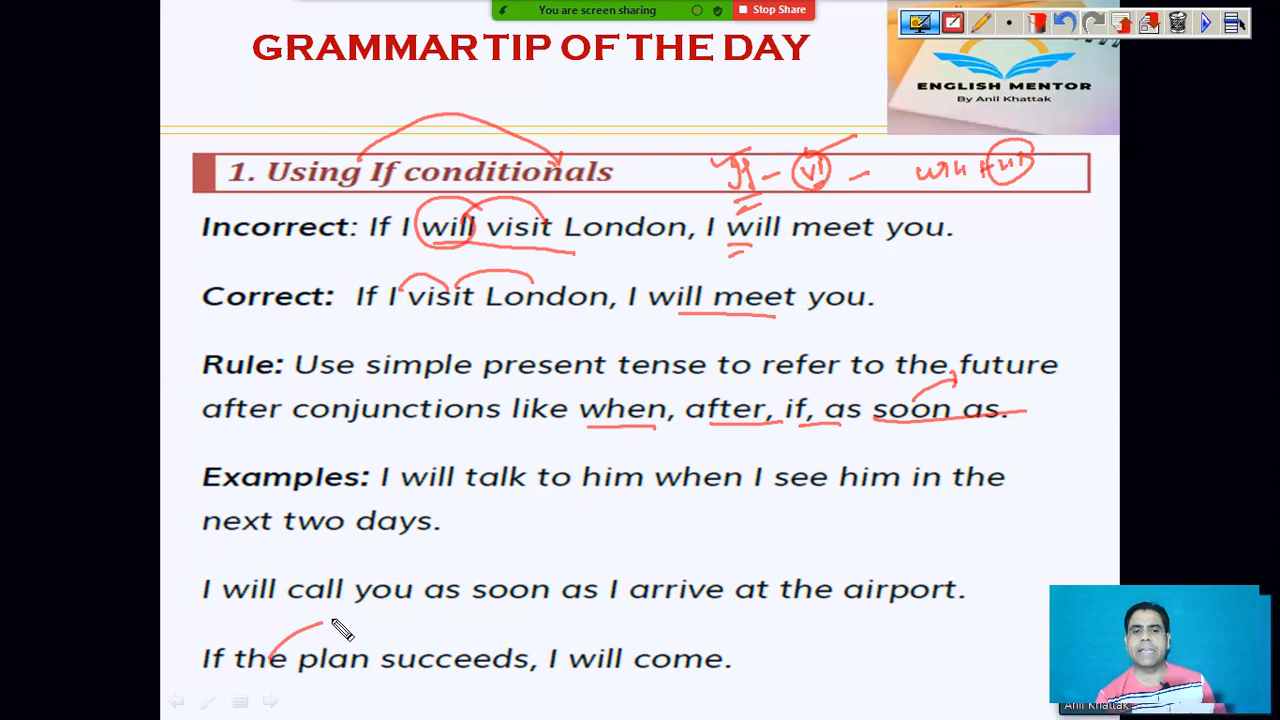 You are screen sharing
Stop Share
GRAMMAR TIP OF THE DAY
ENGLISH MENTOR
By Anil Khattak
1. Using If conditionals
If - V1 - will + V1
Incorrect: If I will visit London, I will meet you.
Correct: If I visit London, I will meet you.
Rule: Use simple present tense to refer to the future
after conjunctions like when, after, if, as soon as.
Examples: I will talk to him when I see him in the
next two days.
I will call you as soon as I arrive at the airport.
If the plan succeeds, I will come.
Anil Khattak